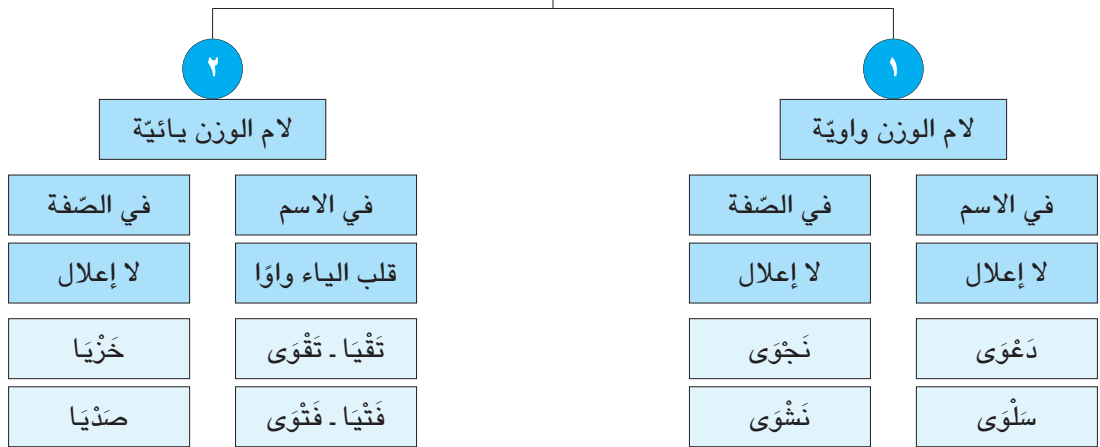 ١
٢
لام الوزن واويّة
لام الوزن يائيّة
في الاسم
في الصّفة
في الاسم
في الصّفة
لا إعلال
لا إعلال
قلب الياء واوًا
لا إعلال
دَعْوَى
نَجْوَى
تَقْيَا ـ تَقْوَى
خَزْيَا
سَلْوَى
نَشْوَى
فَتْيَا ـ فَتْوَى
صَدْيَا